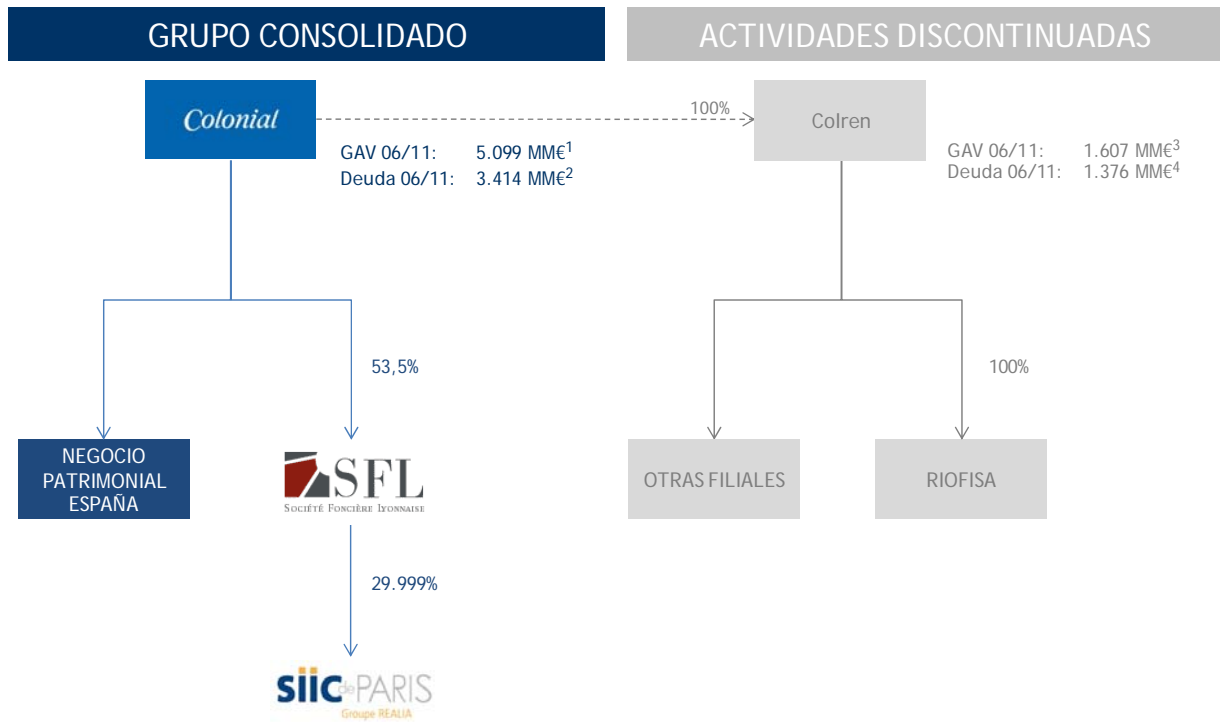 GRUPO CONSOLIDADO
ACTIVIDADES DISCONTINUADAS
Colonial
100%
Colren
GAV 06/11: 5.099 MM€¹
Deuda 06/11: 3.414 MM€²
GAV 06/11: 1.607 MM€³
Deuda 06/11: 1.376 MM€⁴
53,5%
100%
NEGOCIO
PATRIMONIAL
ESPAÑA
SFL
SOCIÉTÉ FONCIÈRE LYONNAISE
OTRAS FILIALES
RIOFISA
29.999%
siic de PARIS
Groupe REALIA